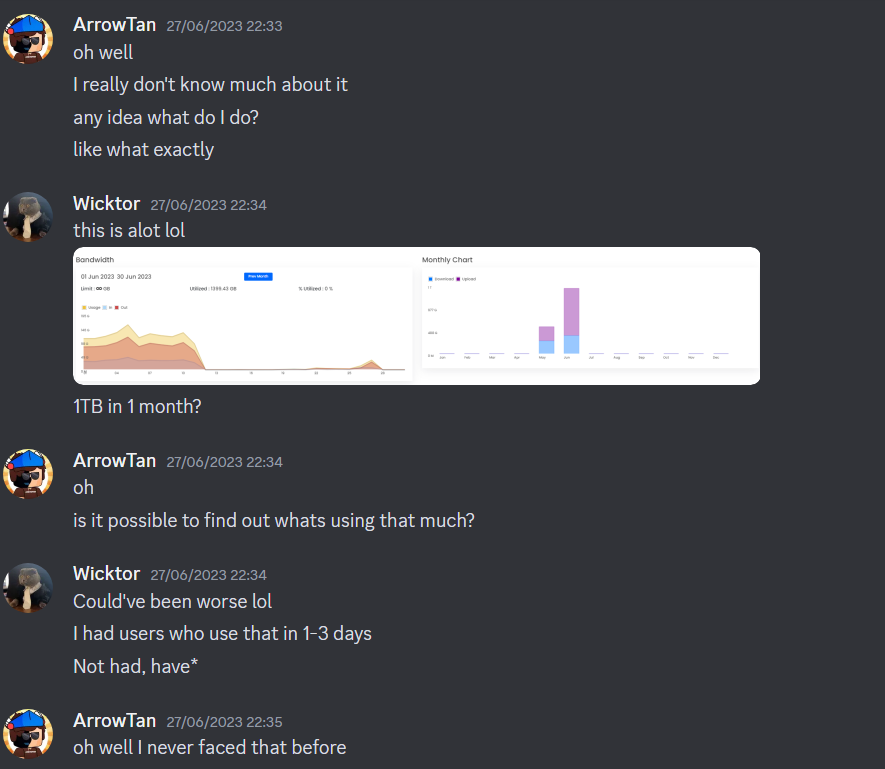 ArrowTan 27/06/2023 22:33
oh well
I really don't know much about it
any idea what do I do?
like what exactly
Wicktor 27/06/2023 22:34
this is alot lol
Bandwidth
01 Jun 2023 30 Jun 2023
Prev Month
Limit : ∞ GB
Utilized : 1399.43 GB
% Utilized : 0 %
Usage In Out
Monthly Chart
Download Upload
Jan Feb Mar Apr May Jun Jul Aug Sep Oct Nov Dec
1TB in 1 month?
ArrowTan 27/06/2023 22:34
oh
is it possible to find out whats using that much?
Wicktor 27/06/2023 22:34
Could've been worse lol
I had users who use that in 1-3 days
Not had, have*
ArrowTan 27/06/2023 22:35
oh well I never faced that before